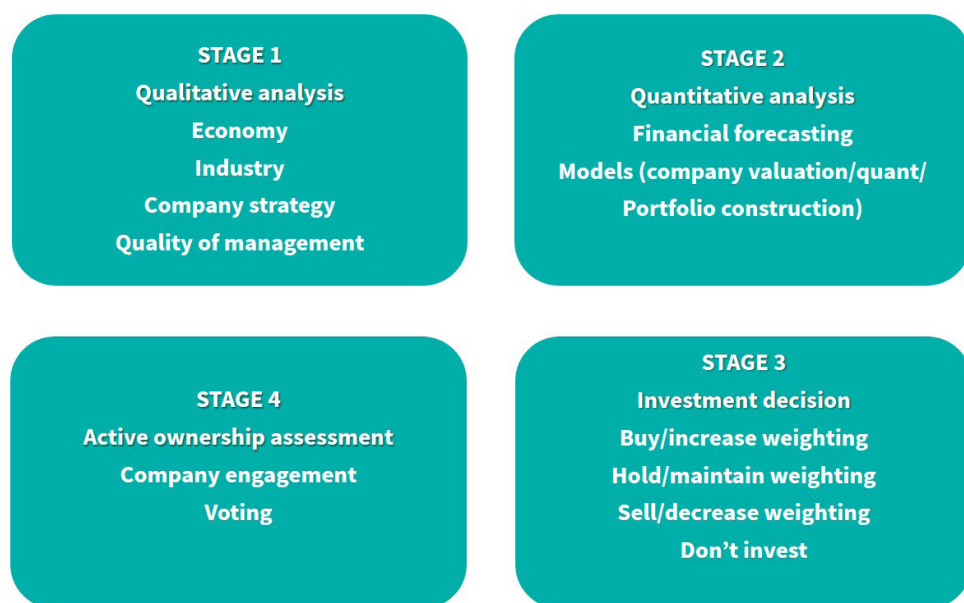 STAGE 1
Qualitative analysis
Economy
Industry
Company strategy
Quality of management
STAGE 2
Quantitative analysis
Financial forecasting
Models (company valuation/quant/
Portfolio construction)
STAGE 4
Active ownership assessment
Company engagement
Voting
STAGE 3
Investment decision
Buy/increase weighting
Hold/maintain weighting
Sell/decrease weighting
Don’t invest